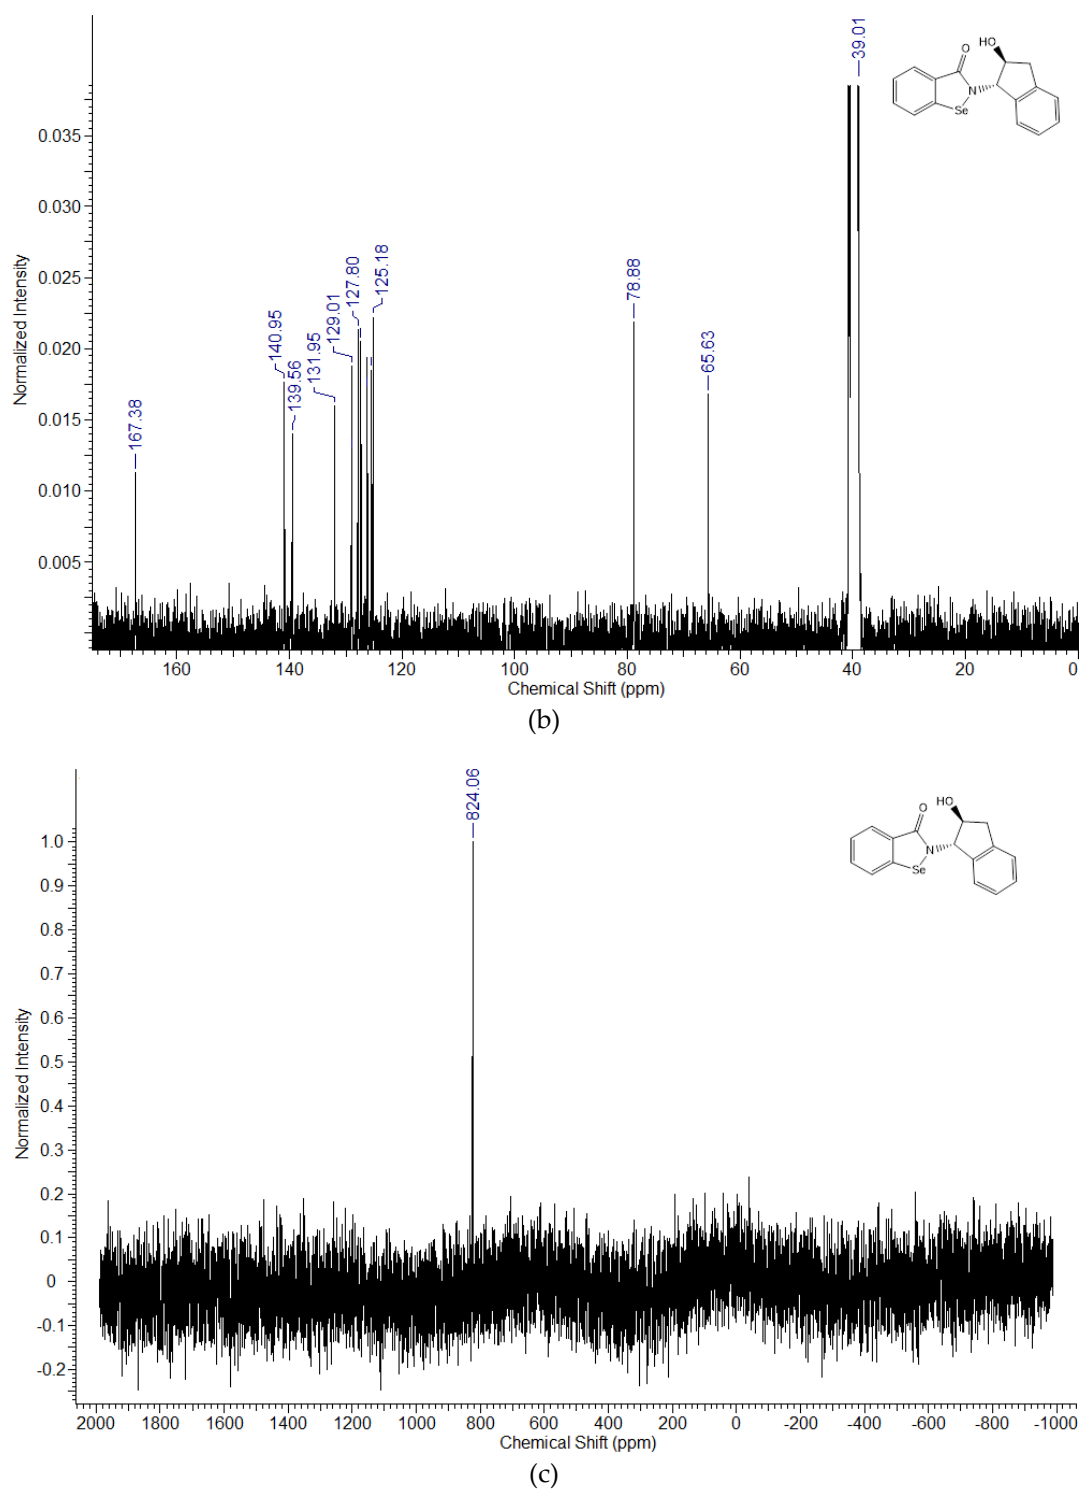 39.01
O
HO
N
Se
0.035
0.030
0.025
0.020
0.015
0.010
0.005
Normalized Intensity
167.38
140.95
139.56
131.95
129.01
127.80
125.18
78.88
65.63
160 140 120 100 80 60 40 20 0
Chemical Shift (ppm)
(b)
824.06
O
HO
N
Se
1.0
0.9
0.8
0.7
0.6
0.5
0.4
0.3
0.2
0.1
0
-0.1
-0.2
Normalized Intensity
2000 1800 1600 1400 1200 1000 800 600 400 200 0 -200 -400 -600 -800 -1000
Chemical Shift (ppm)
(c)